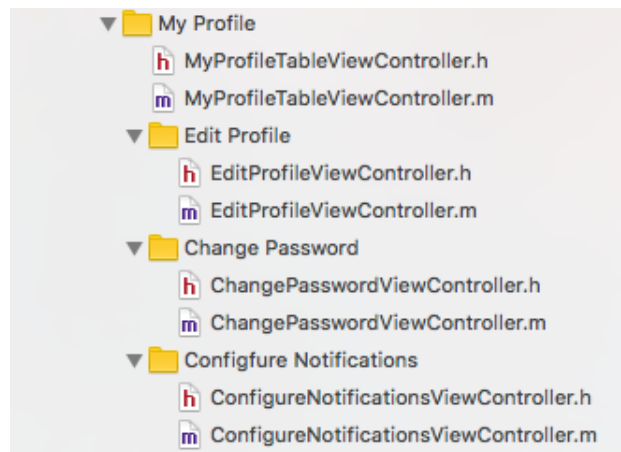 My Profile
h MyProfileTableViewController.h
m MyProfileTableViewController.m
Edit Profile
h EditProfileViewController.h
m EditProfileViewController.m
Change Password
h ChangePasswordViewController.h
m ChangePasswordViewController.m
Configfure Notifications
h ConfigureNotificationsViewController.h
m ConfigureNotificationsViewController.m